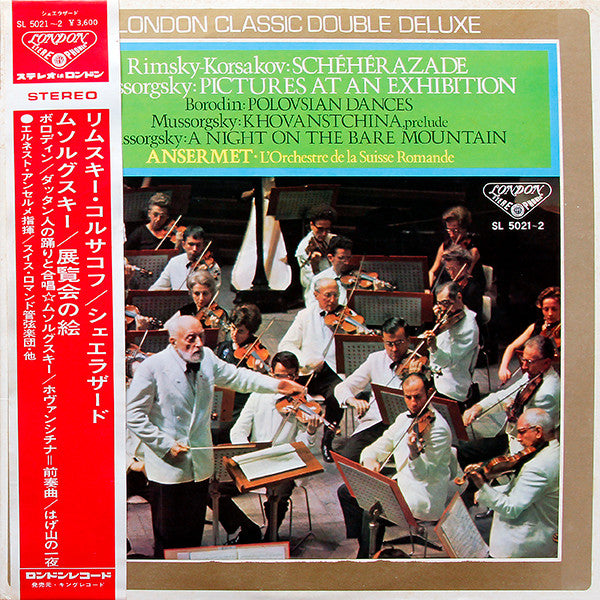 シェエラザード
SL 5021~2 ¥3,600
LONDON
STEREO PHONIC
ステレオはロンドン
STEREO
リムスキー・コルサコフ/シェエラザード
ムソルグスキー/展覧会の絵
ボロディン/ダッタン人の踊りと合唱☆ムソルグスキー/ホヴァンシチナ=前奏曲/はげ山の一夜
●エルネスト・アンセルメ指揮/スイス・ロマンド管弦楽団・他
ロンドンレコード
発売元・キングレコード
LONDON CLASSIC DOUBLE DELUXE
Rimsky-Korsakov:SCHÉHÉRAZADE
ssorgsky:PICTURES AT AN EXHIBITION
Borodin:POLOVSIAN DANCES
Mussorgsky:KHOVANSTCHINA,prelude
ssorgsky:A NIGHT ON THE BARE MOUNTAIN
ANSERMET·L'Orchestre de la Suisse Romande
LONDON
STEREO PHONIC
SL 5021~2